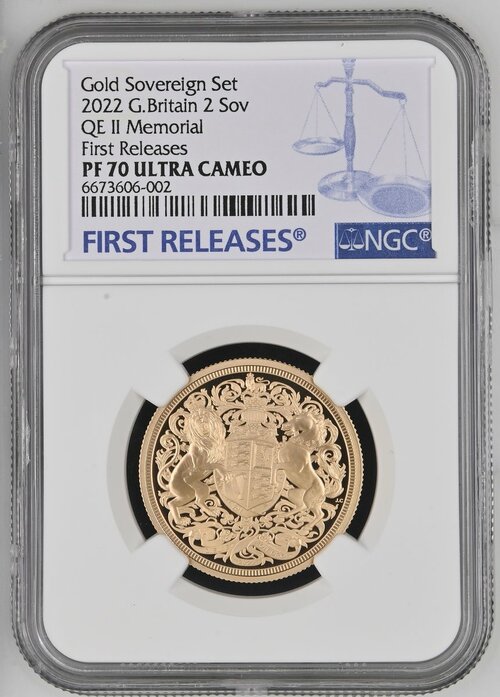 Gold Sovereign Set
2022 G.Britain 2 Sov
QE II Memorial
First Releases
PF 70 ULTRA CAMEO
6673606-002
FIRST RELEASES®
NGC®
J.C